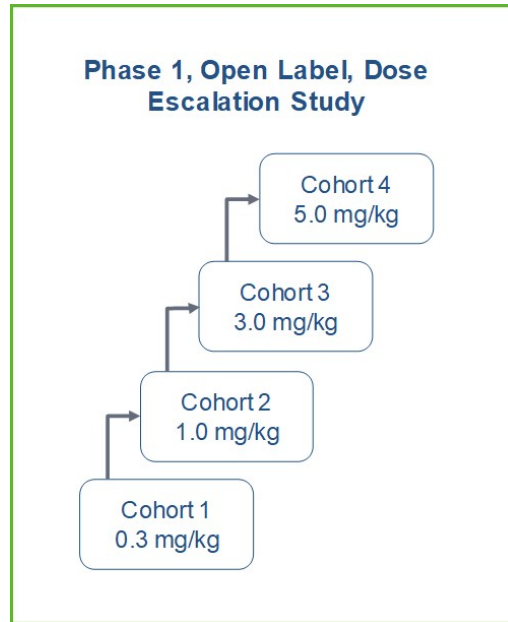 Phase 1, Open Label, Dose
Escalation Study
Cohort 4
5.0 mg/kg
Cohort 3
3.0 mg/kg
Cohort 2
1.0 mg/kg
Cohort 1
0.3 mg/kg